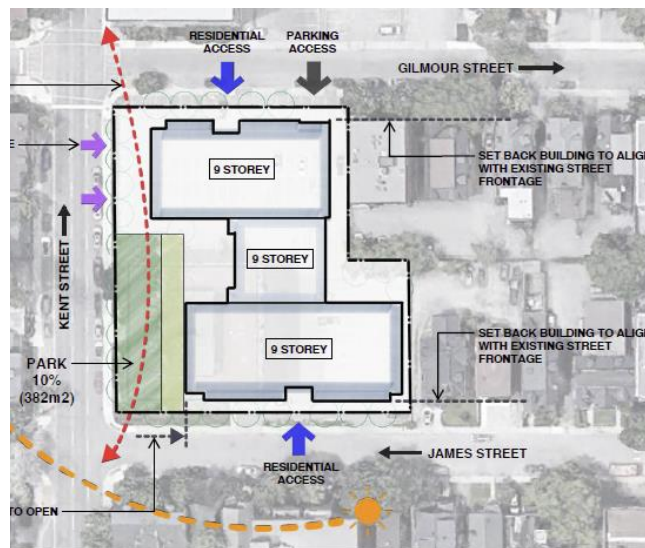 RESIDENTIAL
ACCESS
PARKING
ACCESS
GILMOUR STREET
SET BACK BUILDING TO ALIG
WITH EXISTING STREET
FRONTAGE
9 STOREY
9 STOREY
9 STOREY
KENT STREET
PARK
10%
(382m2)
SET BACK BUILDING TO ALIG
WITH EXISTING STREET
FRONTAGE
JAMES STREET
RESIDENTIAL
ACCESS
TO OPEN